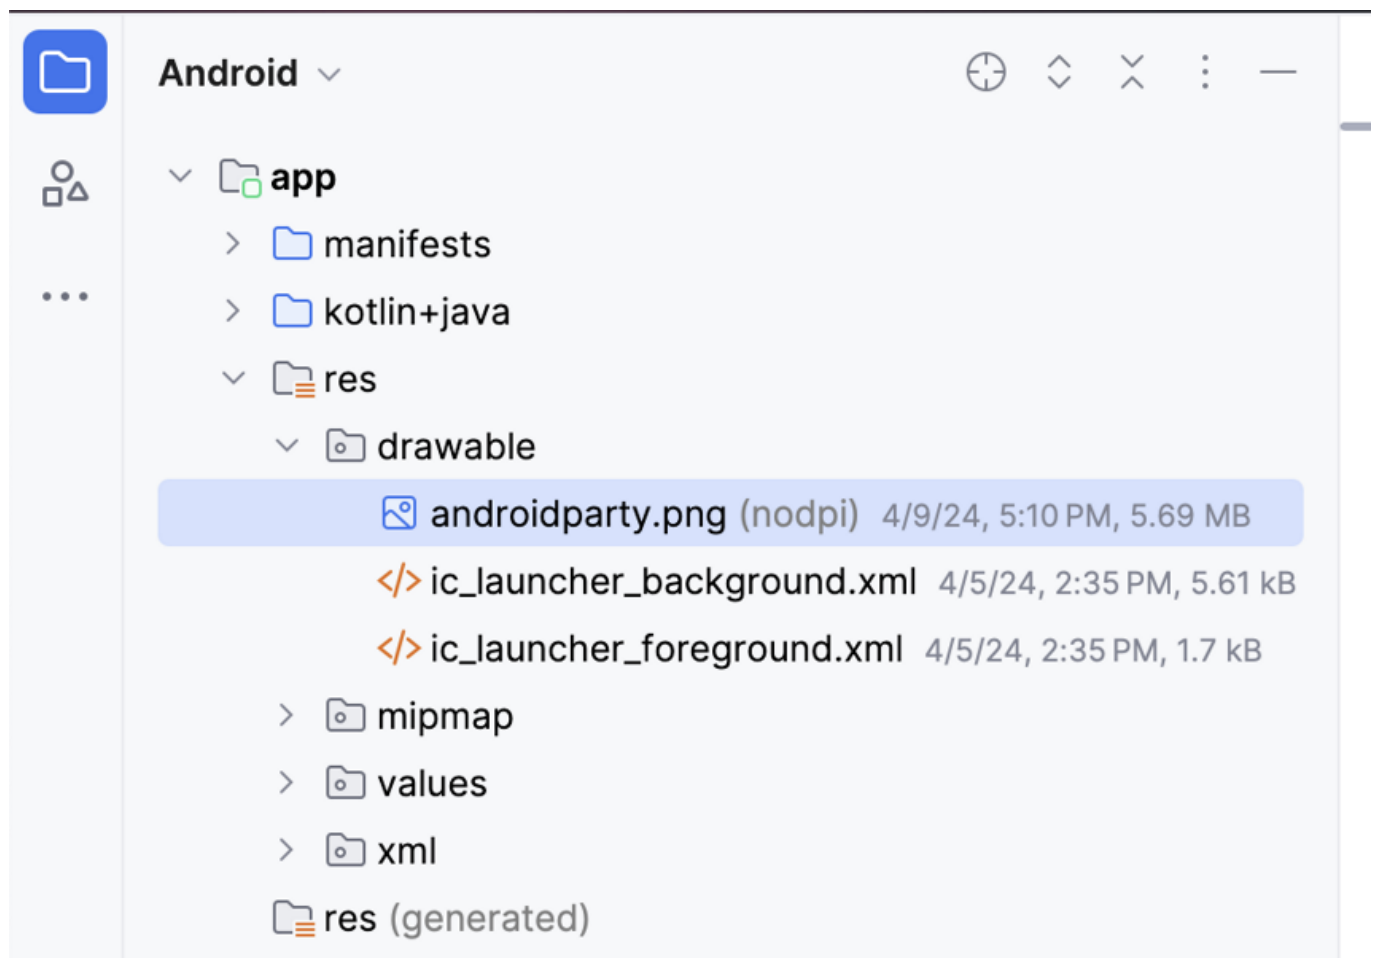 Android
app
manifests
kotlin+java
res
drawable
androidparty.png (nodpi) 4/9/24, 5:10 PM, 5.69 MB
ic_launcher_background.xml 4/5/24, 2:35 PM, 5.61 kB
ic_launcher_foreground.xml 4/5/24, 2:35 PM, 1.7 kB
mipmap
values
xml
res (generated)